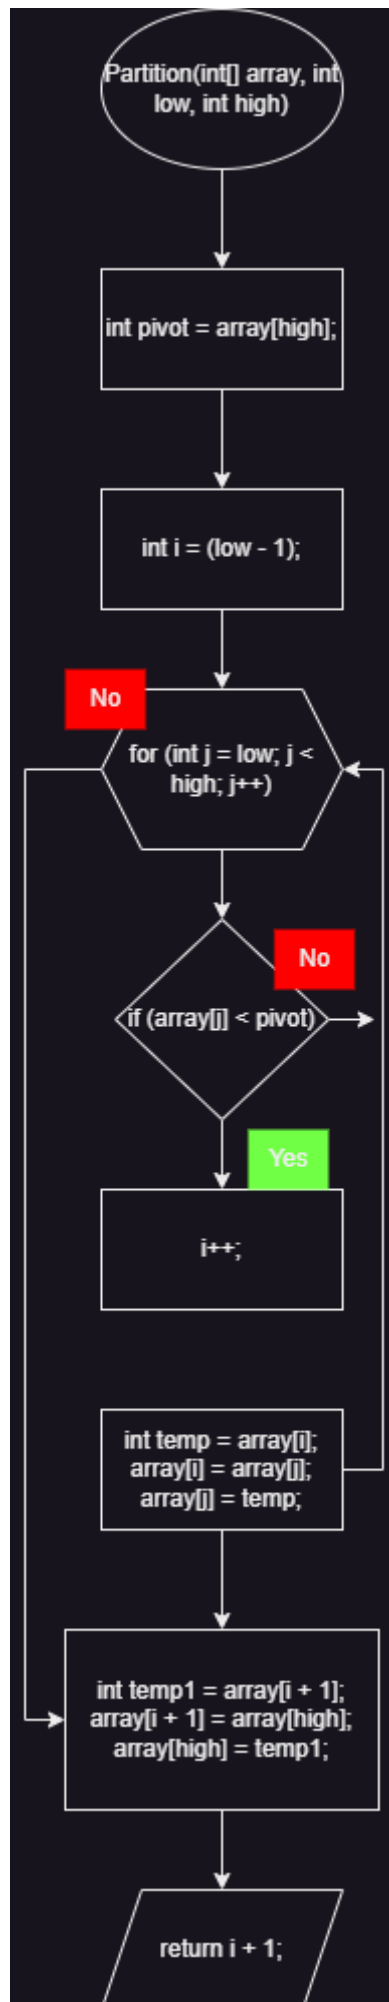 Partition(int[] array, int
low, int high)
int pivot = array[high];
int i = (low - 1);
No
for (int j = low; j <
high; j++)
No
if (array[j] < pivot)
Yes
i++;
int temp = array[i];
array[i] = array[j];
array[j] = temp;
int temp1 = array[i + 1];
array[i + 1] = array[high];
array[high] = temp1;
return i + 1;